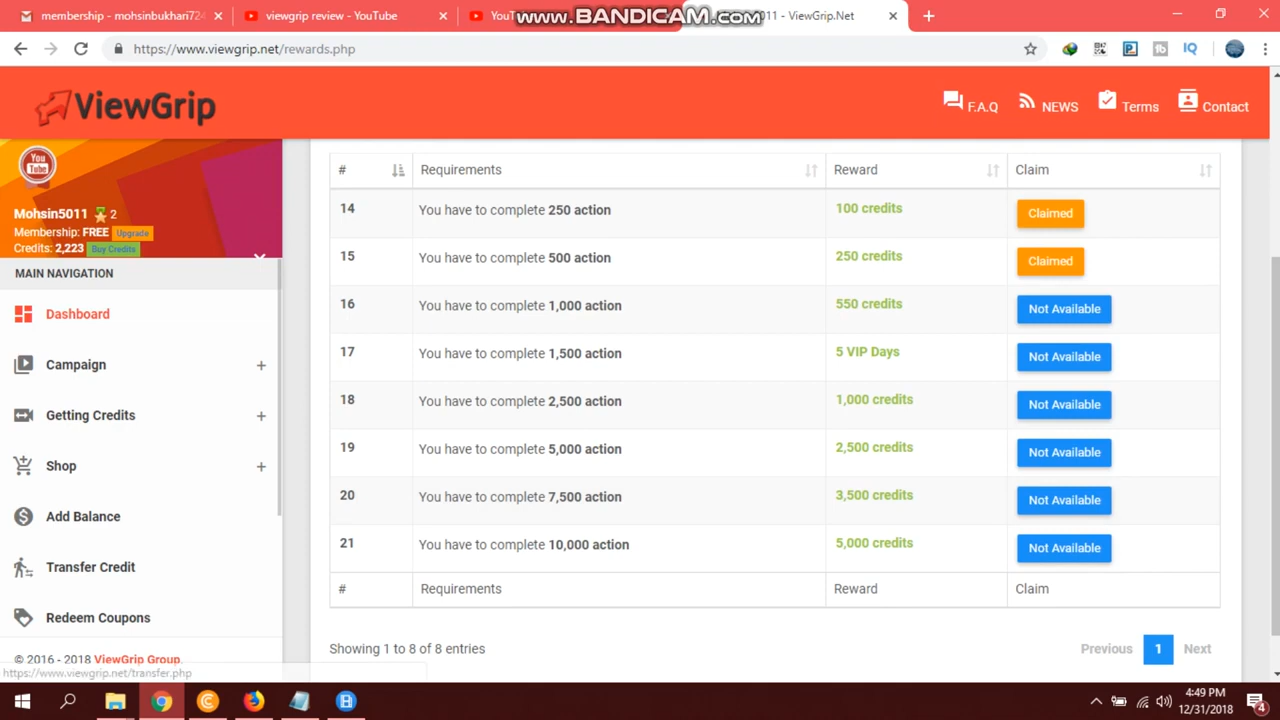 membership - mohsinbukhari724
viewgrip review - YouTube
www.BANDICAM.com
5011 - ViewGrip.Net
https://www.viewgrip.net/rewards.php
ViewGrip
F.A.Q
NEWS
Terms
Contact
You Tube
Mohsin5011 2
Membership: FREE Upgrade
Credits: 2,223 Buy Credits
MAIN NAVIGATION
Dashboard
Campaign +
Getting Credits +
Shop +
Add Balance
Transfer Credit
Redeem Coupons
© 2016 - 2018 ViewGrip Group.
https://www.viewgrip.net/transfer.php
# Requirements Reward Claim
14 You have to complete 250 action 100 credits Claimed
15 You have to complete 500 action 250 credits Claimed
16 You have to complete 1,000 action 550 credits Not Available
17 You have to complete 1,500 action 5 VIP Days Not Available
18 You have to complete 2,500 action 1,000 credits Not Available
19 You have to complete 5,000 action 2,500 credits Not Available
20 You have to complete 7,500 action 3,500 credits Not Available
21 You have to complete 10,000 action 5,000 credits Not Available
# Requirements Reward Claim
Showing 1 to 8 of 8 entries
Previous 1 Next
4:49 PM
12/31/2018
4